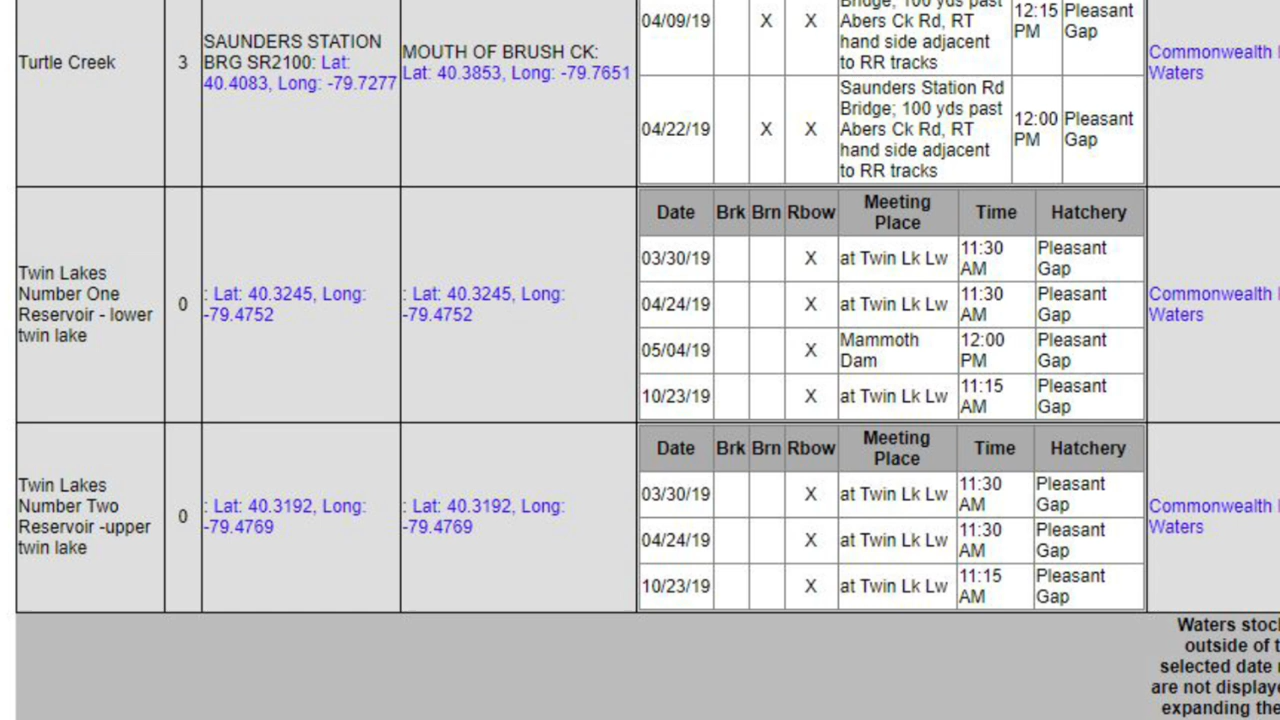 Turtle Creek
3
SAUNDERS STATION
BRG SR2100: Lat:
40.4083, Long: -79.7277
MOUTH OF BRUSH CK:
Lat: 40.3853, Long: -79.7651
04/09/19
X
X
Bridge; 100 yds past
Abers Ck Rd, RT
hand side adjacent
to RR tracks
12:15
PM
Pleasant
Gap
04/22/19
X
X
Saunders Station Rd
Bridge; 100 yds past
Abers Ck Rd, RT
hand side adjacent
to RR tracks
12:00
PM
Pleasant
Gap
Commonwealth
Waters
Twin Lakes
Number One
Reservoir - lower
twin lake
0
: Lat: 40.3245, Long:
-79.4752
: Lat: 40.3245, Long:
-79.4752
Date Brk Brn Rbow Meeting
Place Time Hatchery
03/30/19 X at Twin Lk Lw 11:30
AM Pleasant
Gap
04/24/19 X at Twin Lk Lw 11:30
AM Pleasant
Gap
05/04/19 X Mammoth
Dam 12:00
PM Pleasant
Gap
10/23/19 X at Twin Lk Lw 11:15
AM Pleasant
Gap
Commonwealth
Waters
Twin Lakes
Number Two
Reservoir -upper
twin lake
0
: Lat: 40.3192, Long:
-79.4769
: Lat: 40.3192, Long:
-79.4769
Date Brk Brn Rbow Meeting
Place Time Hatchery
03/30/19 X at Twin Lk Lw 11:30
AM Pleasant
Gap
04/24/19 X at Twin Lk Lw 11:30
AM Pleasant
Gap
10/23/19 X at Twin Lk Lw 11:15
AM Pleasant
Gap
Commonwealth
Waters
Waters
outside of
selected date
are not
expanding the